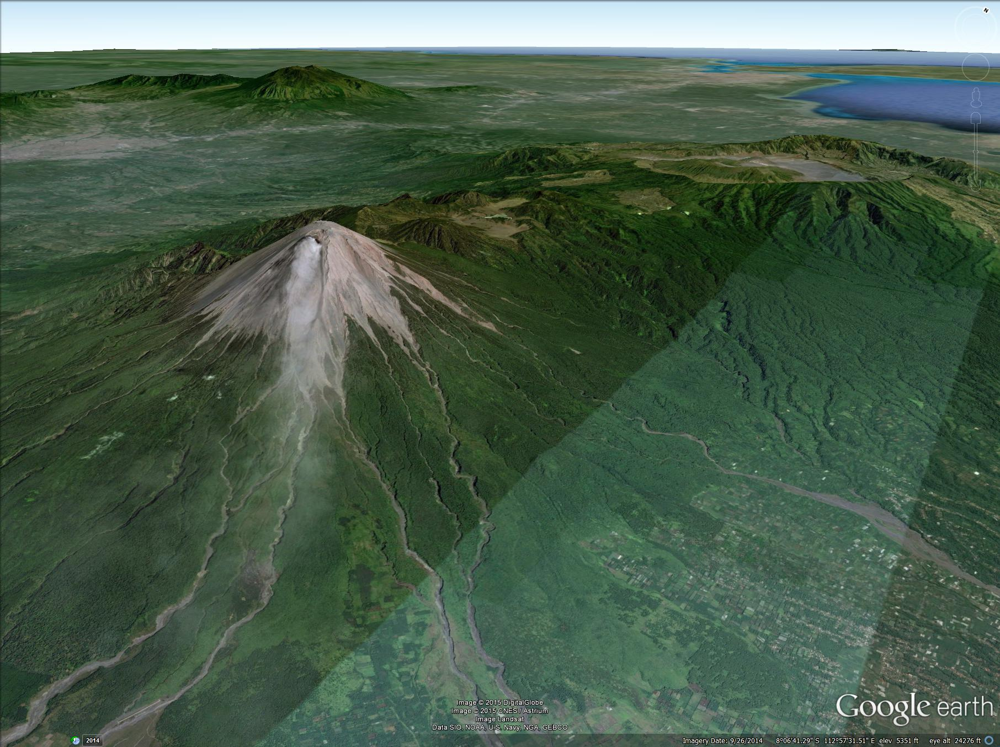 N
Image © 2015 DigitalGlobe
Image © 2015 CNES / Astrium
Image Landsat
Data SIO, NOAA, U.S. Navy, NGA, GEBCO
Google earth
2014
Imagery Date: 9/26/2014 8°06'41.29" S 112°57'31.51" E elev 5351 ft eye alt 24276 ft